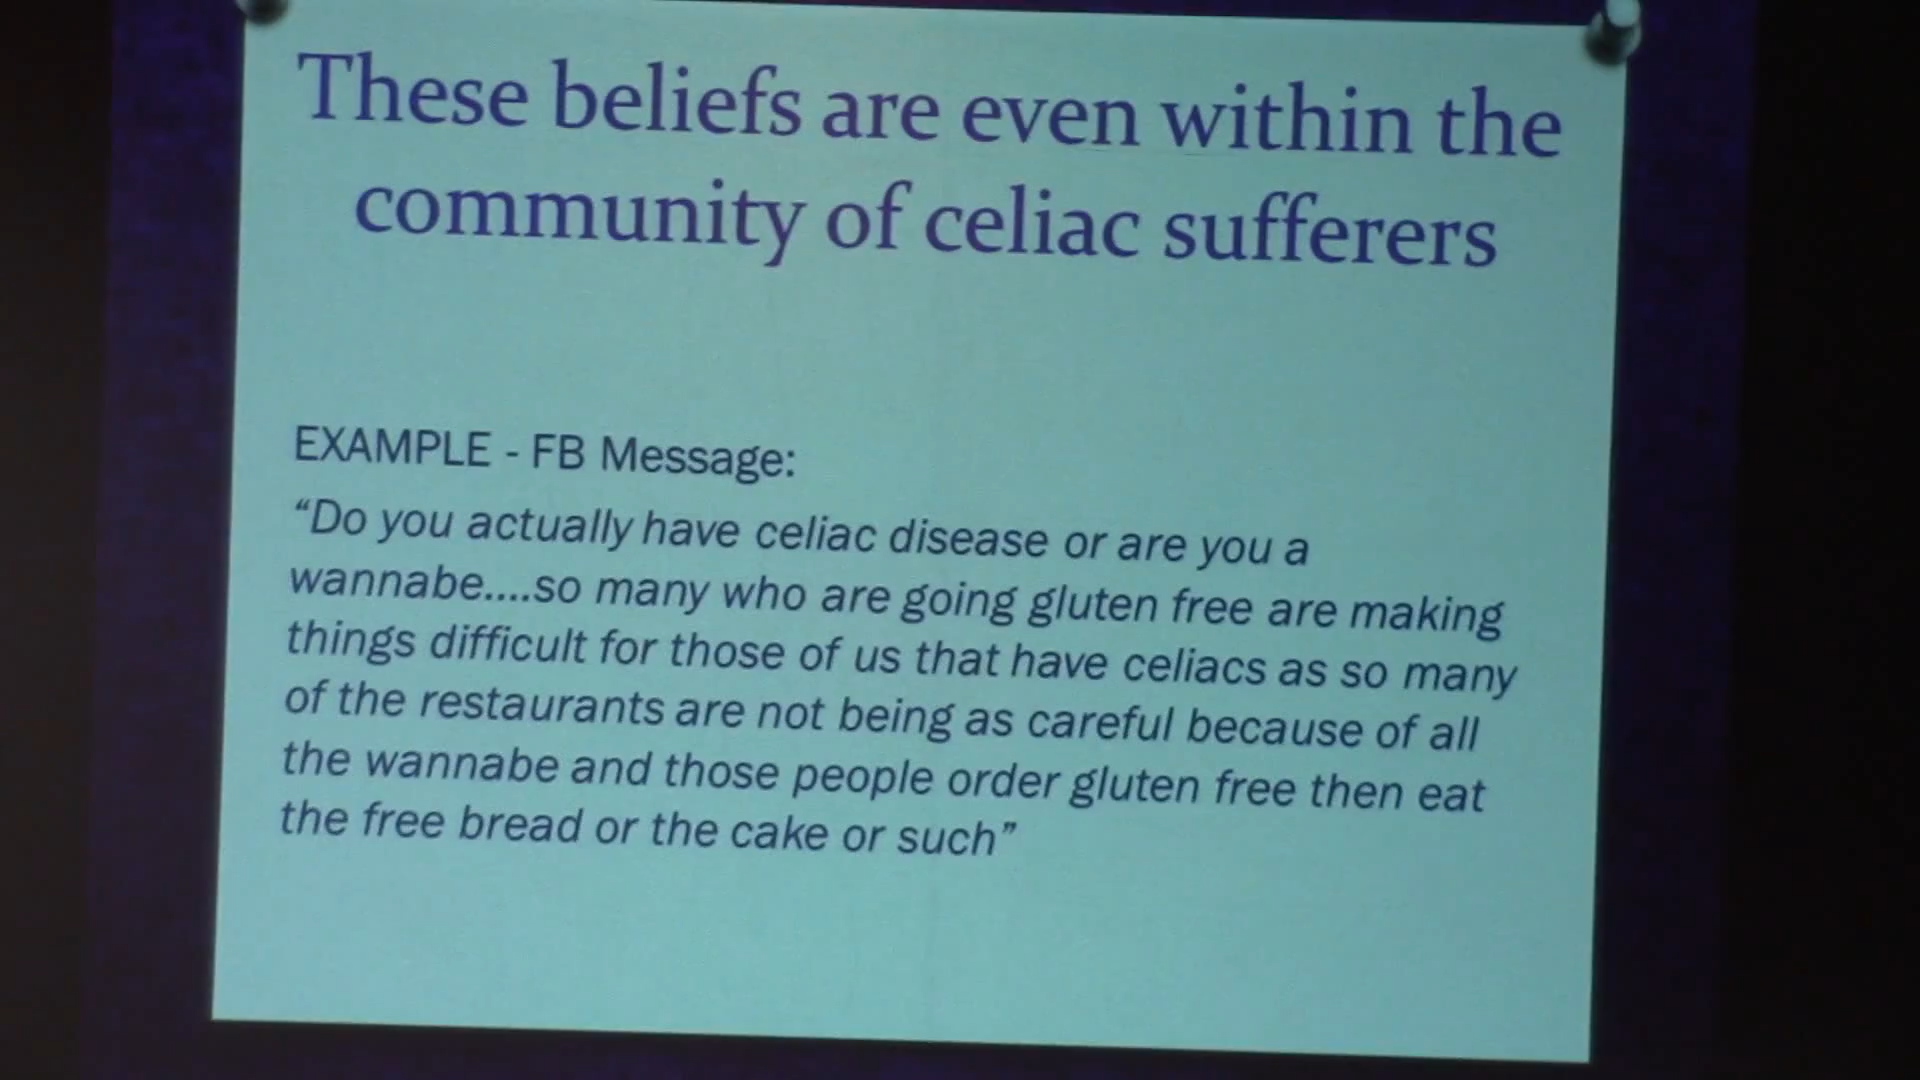 These beliefs are even within the
community of celiac sufferers
EXAMPLE - FB Message:
“Do you actually have celiac disease or are you a
wannabe....so many who are going gluten free are making
things difficult for those of us that have celiacs as so many
of the restaurants are not being as careful because of all
the wannabe and those people order gluten free then eat
the free bread or the cake or such”